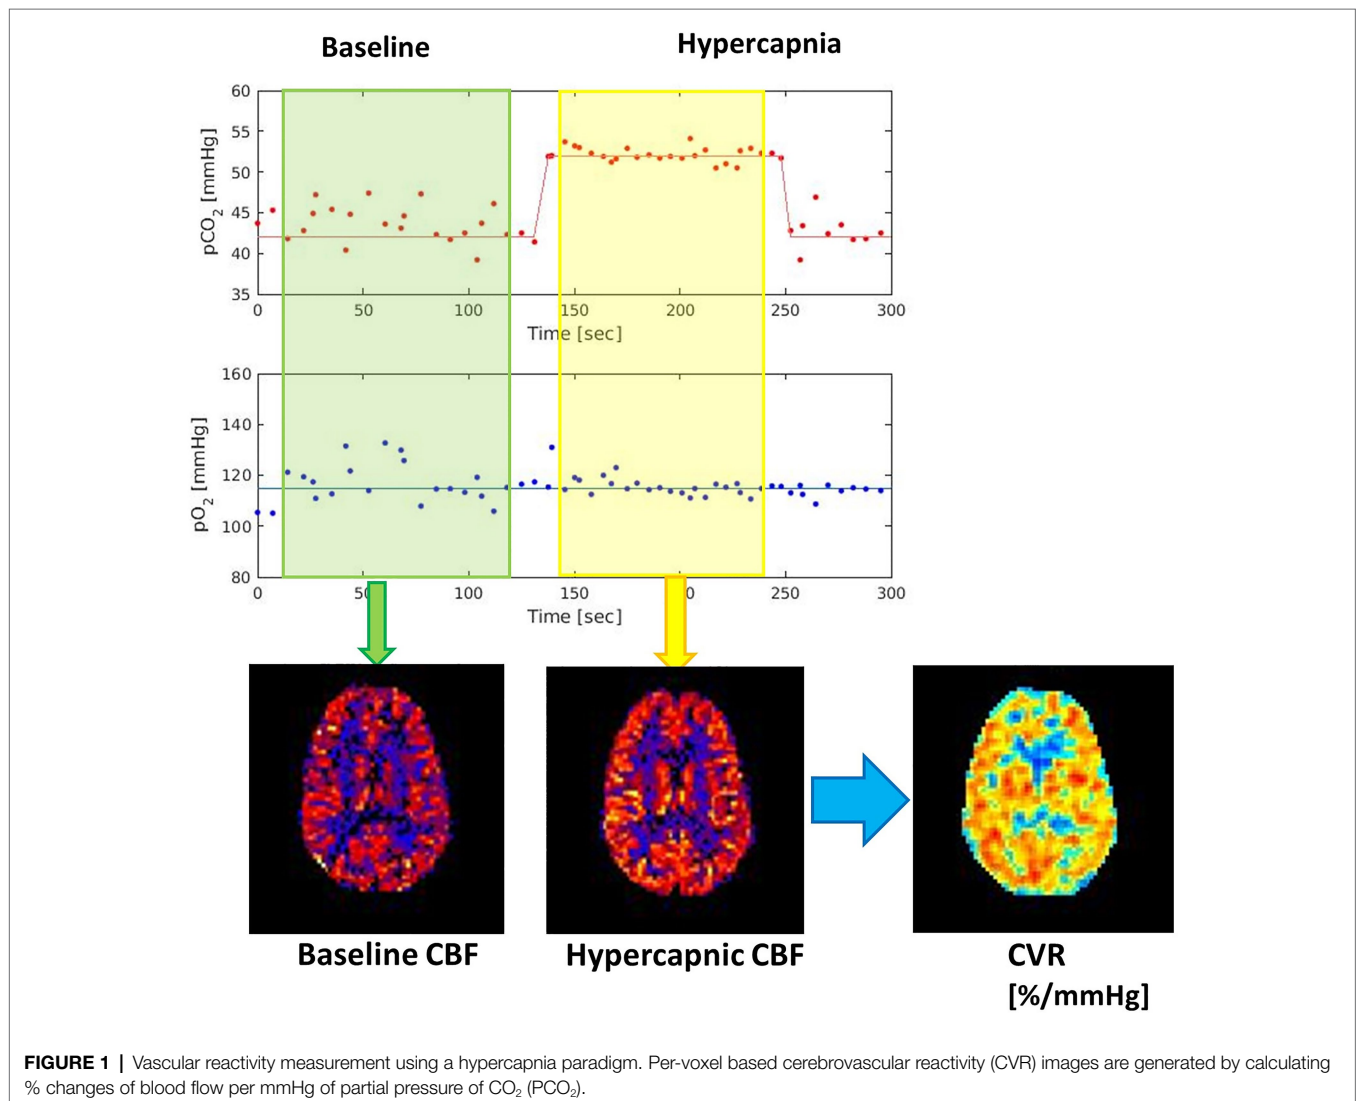 Baseline
Hypercapnia
60
55
50
45
40
35
pCO2 [mmHg]
0 50 100 150 200 250 300
Time [sec]
160
140
120
100
80
pO2 [mmHg]
0 5 100 150 0 250 300
Time [sec]
Baseline CBF
Hypercapnic CBF
CVR
[%/mmHg]
FIGURE 1 | Vascular reactivity measurement using a hypercapnia paradigm. Per-voxel based cerebrovascular reactivity (CVR) images are generated by calculating
% changes of blood flow per mmHg of partial pressure of CO2 (PCO2).